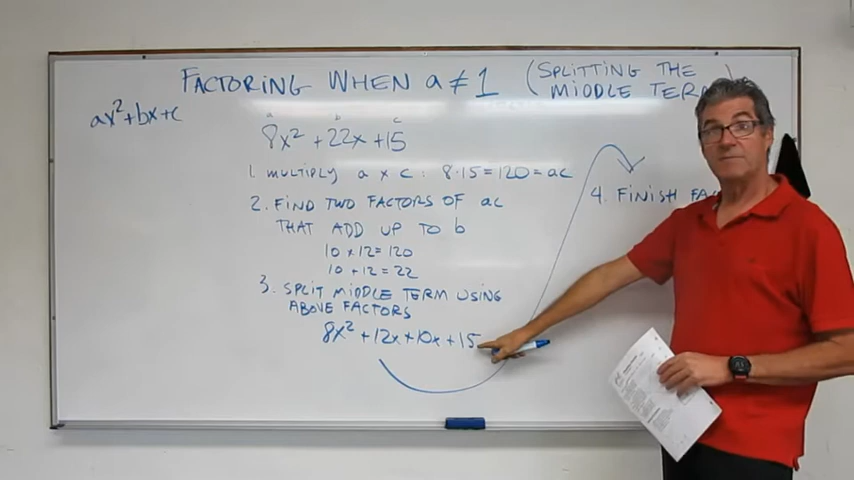 FACTORING WHEN a ≠ 1 (SPLITTING THE
MIDDLE TERM
ax²+bx+c
a b c
8x² + 22x + 15
1. MULTIPLY a x c : 8·15 = 120 = ac
2. FIND TWO FACTORS OF ac
THAT ADD UP TO b
10 x 12 = 120
10 + 12 = 22
3. SPLIT MIDDLE TERM USING
ABOVE FACTORS
8x² + 12x + 10x + 15
4. FINISH FAC